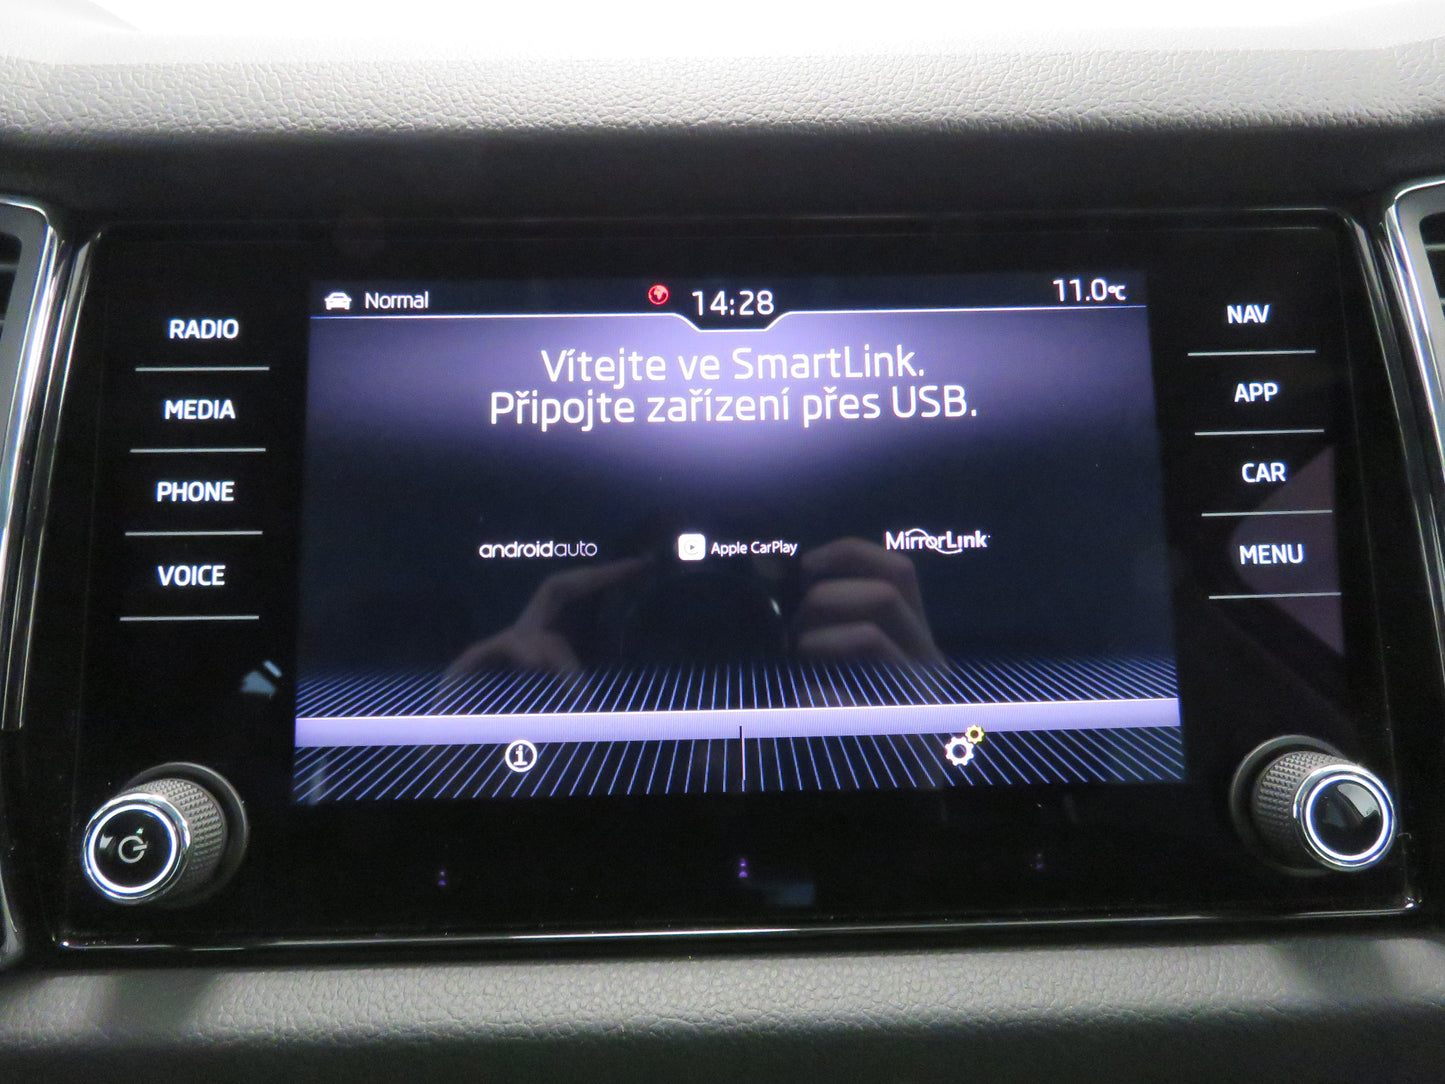 Normal
14:28
11.0°C
Vítejte ve SmartLink.
Připojte zařízení přes USB.
androidauto
Apple CarPlay
MirrorLink
RADIO
MEDIA
PHONE
VOICE
NAV
APP
CAR
MENU